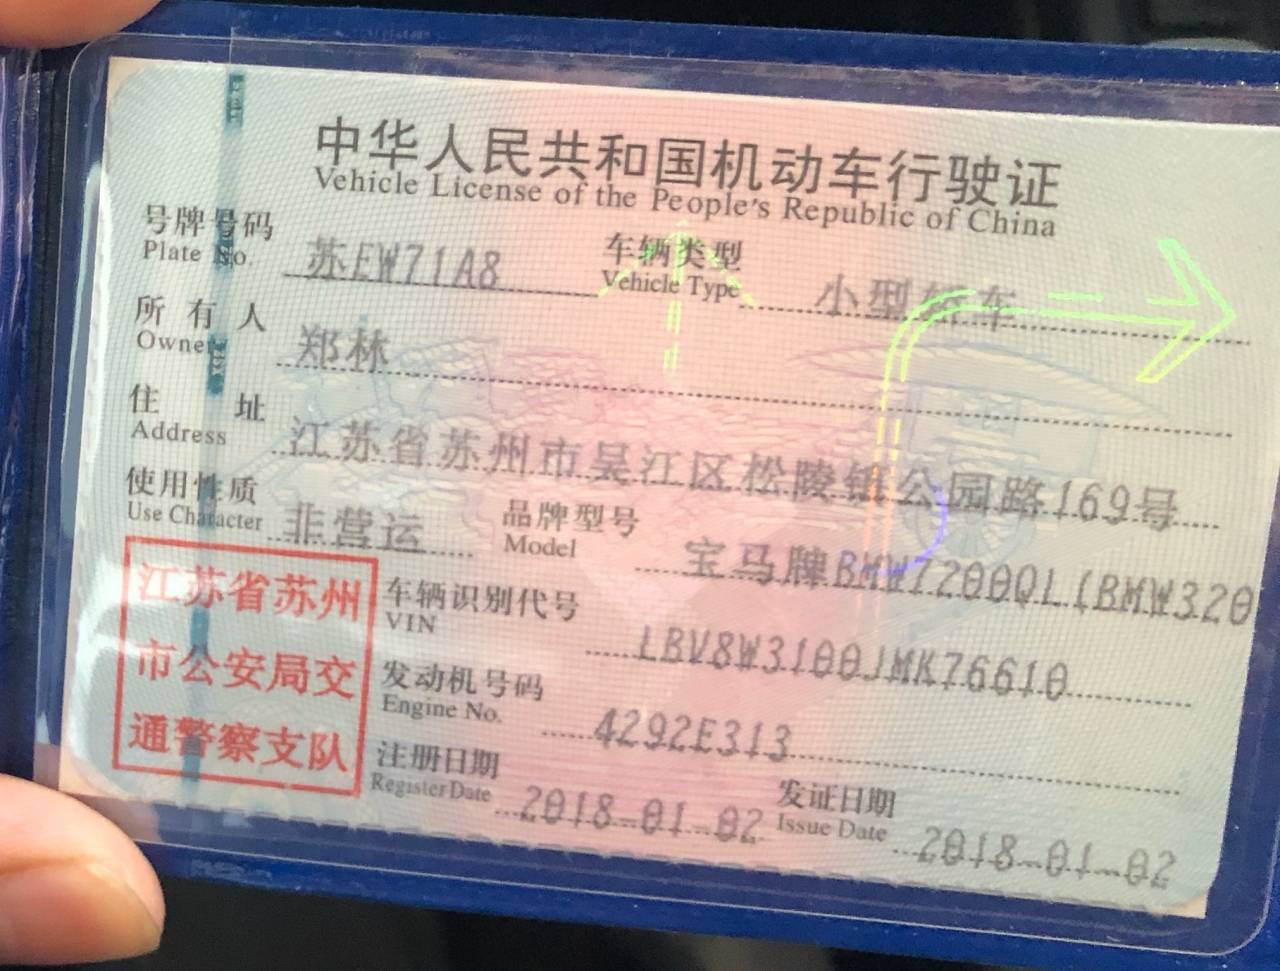 中华人民共和国机动车行驶证
Vehicle License of the People's Republic of China
号牌号码 苏EW71A8 车辆类型 小型轿车
Plate No. Vehicle Type
所有人 郑林
Owner
住址 江苏省苏州市吴江区松陵镇公园路169号
Address
使用性质 非营运 品牌型号 宝马牌BMW7200QL(BMW320
Use Character Model
江苏省苏州
市公安局交
通警察支队
车辆识别代号 LBV8W3100JMK76610
VIN
发动机号码 4292E313
Engine No.
注册日期 2018-01-02 发证日期 2018-01-02
Register Date Issue Date